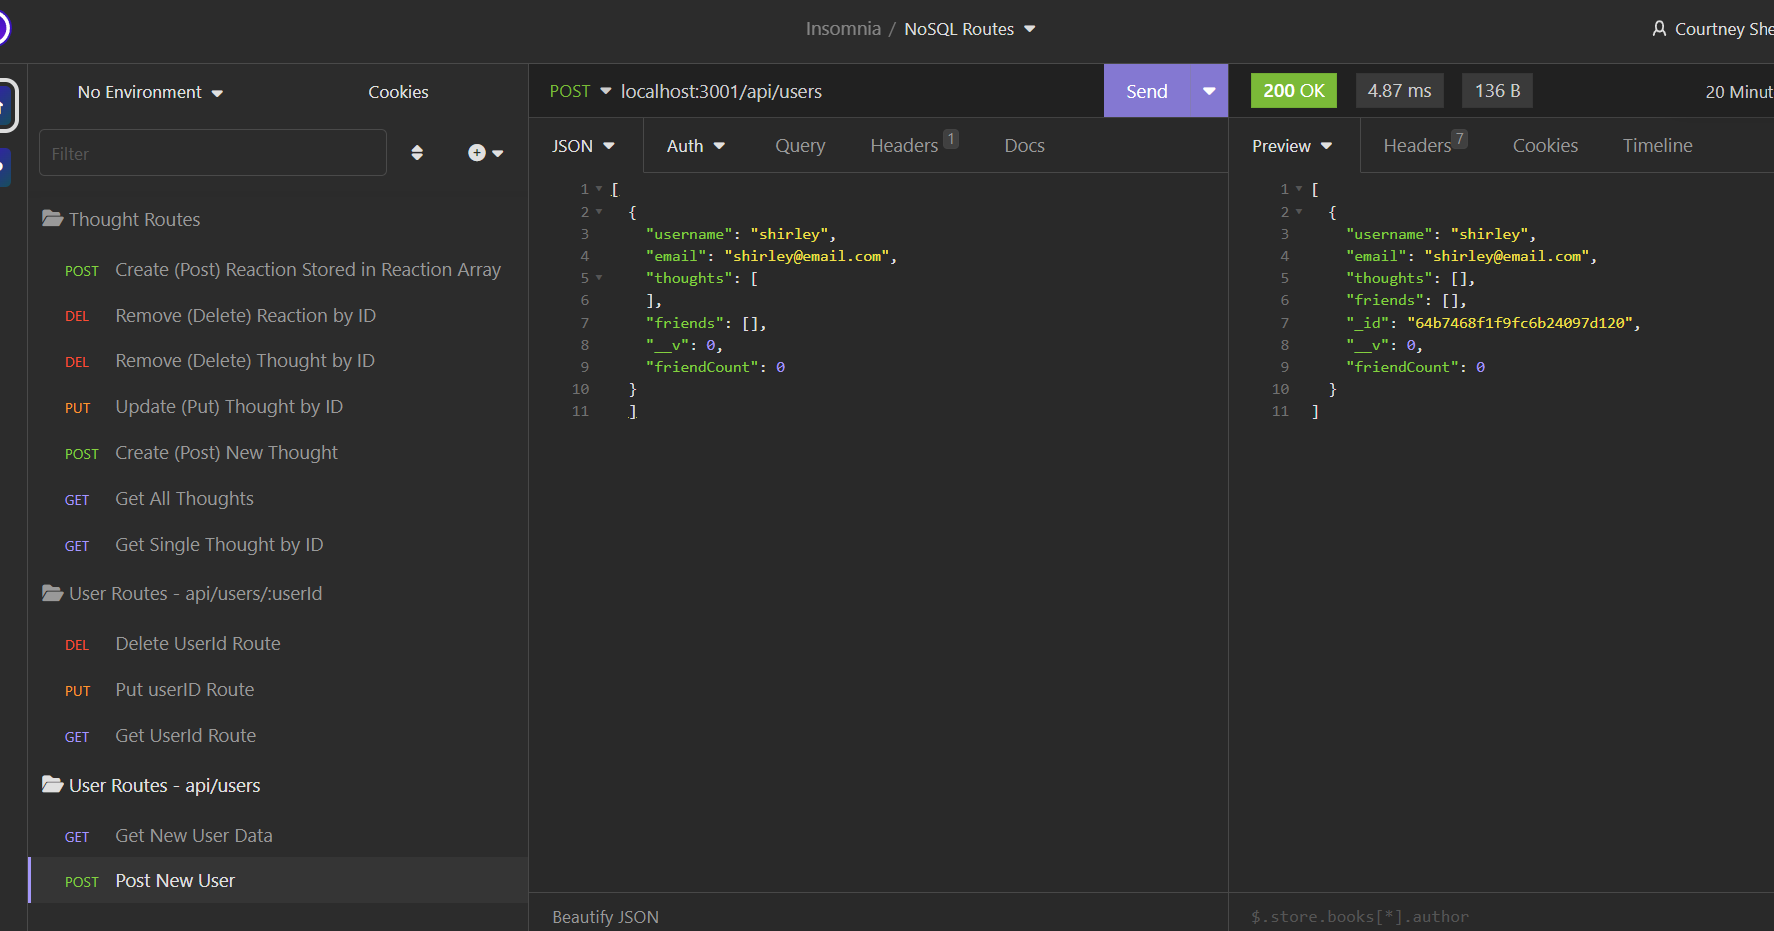 Insomnia / NoSQL Routes
Courtney She
No Environment
Cookies
Filter
Thought Routes
POST Create (Post) Reaction Stored in Reaction Array
DEL Remove (Delete) Reaction by ID
DEL Remove (Delete) Thought by ID
PUT Update (Put) Thought by ID
POST Create (Post) New Thought
GET Get All Thoughts
GET Get Single Thought by ID
User Routes - api/users/:userId
DEL Delete UserId Route
PUT Put userID Route
GET Get UserId Route
User Routes - api/users
GET Get New User Data
POST Post New User
POST localhost:3001/api/users Send
JSON Auth Query Headers 1 Docs
1 [
2 {
3 "username": "shirley",
4 "email": "shirley@email.com",
5 "thoughts": [
6 ],
7 "friends": [],
8 "__v": 0,
9 "friendCount": 0
10 }
11 ]
Beautify JSON
200 OK 4.87 ms 136 B 20 Minut
Preview Headers 7 Cookies Timeline
1 [
2 {
3 "username": "shirley",
4 "email": "shirley@email.com",
5 "thoughts": [],
6 "friends": [],
7 "_id": "64b7468f1f9fc6b24097d120",
8 "__v": 0,
9 "friendCount": 0
10 }
11 ]
$.store.books[*].author